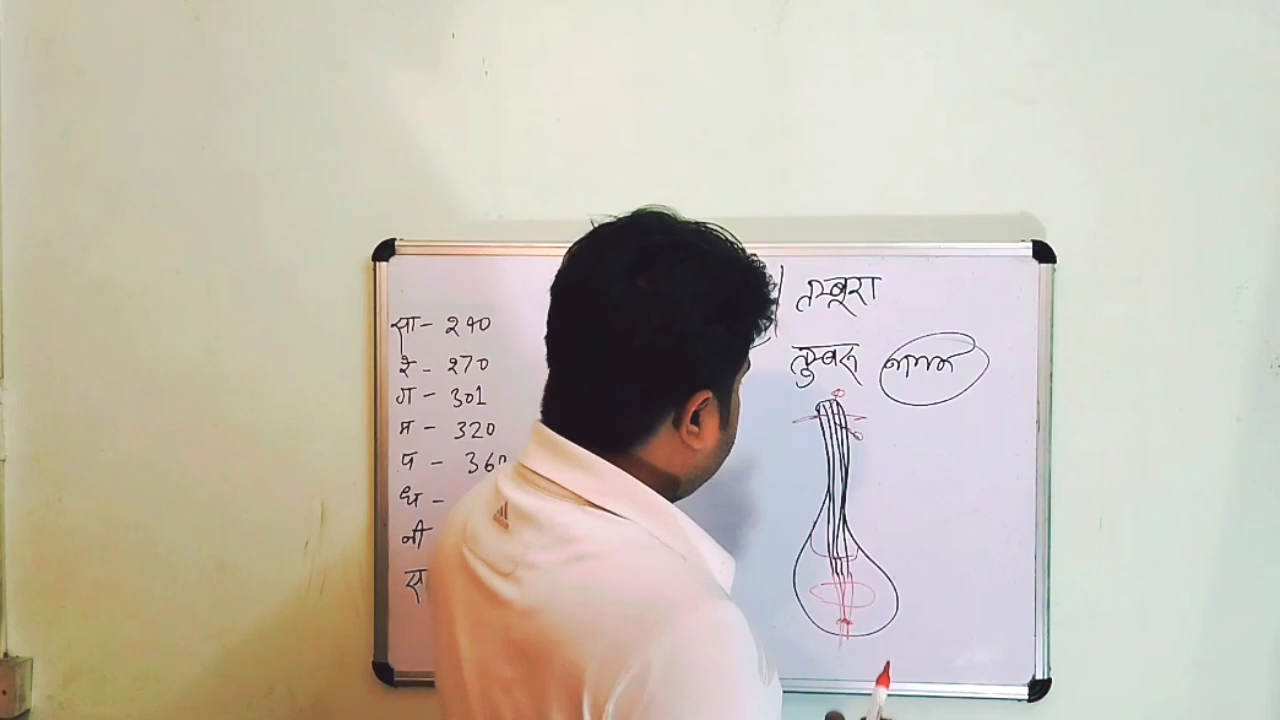 सा - 240
रे - 270
ग - 301
म - 320
प - 360
ध -
नी
स
तम्बूरा
तुम्बरू